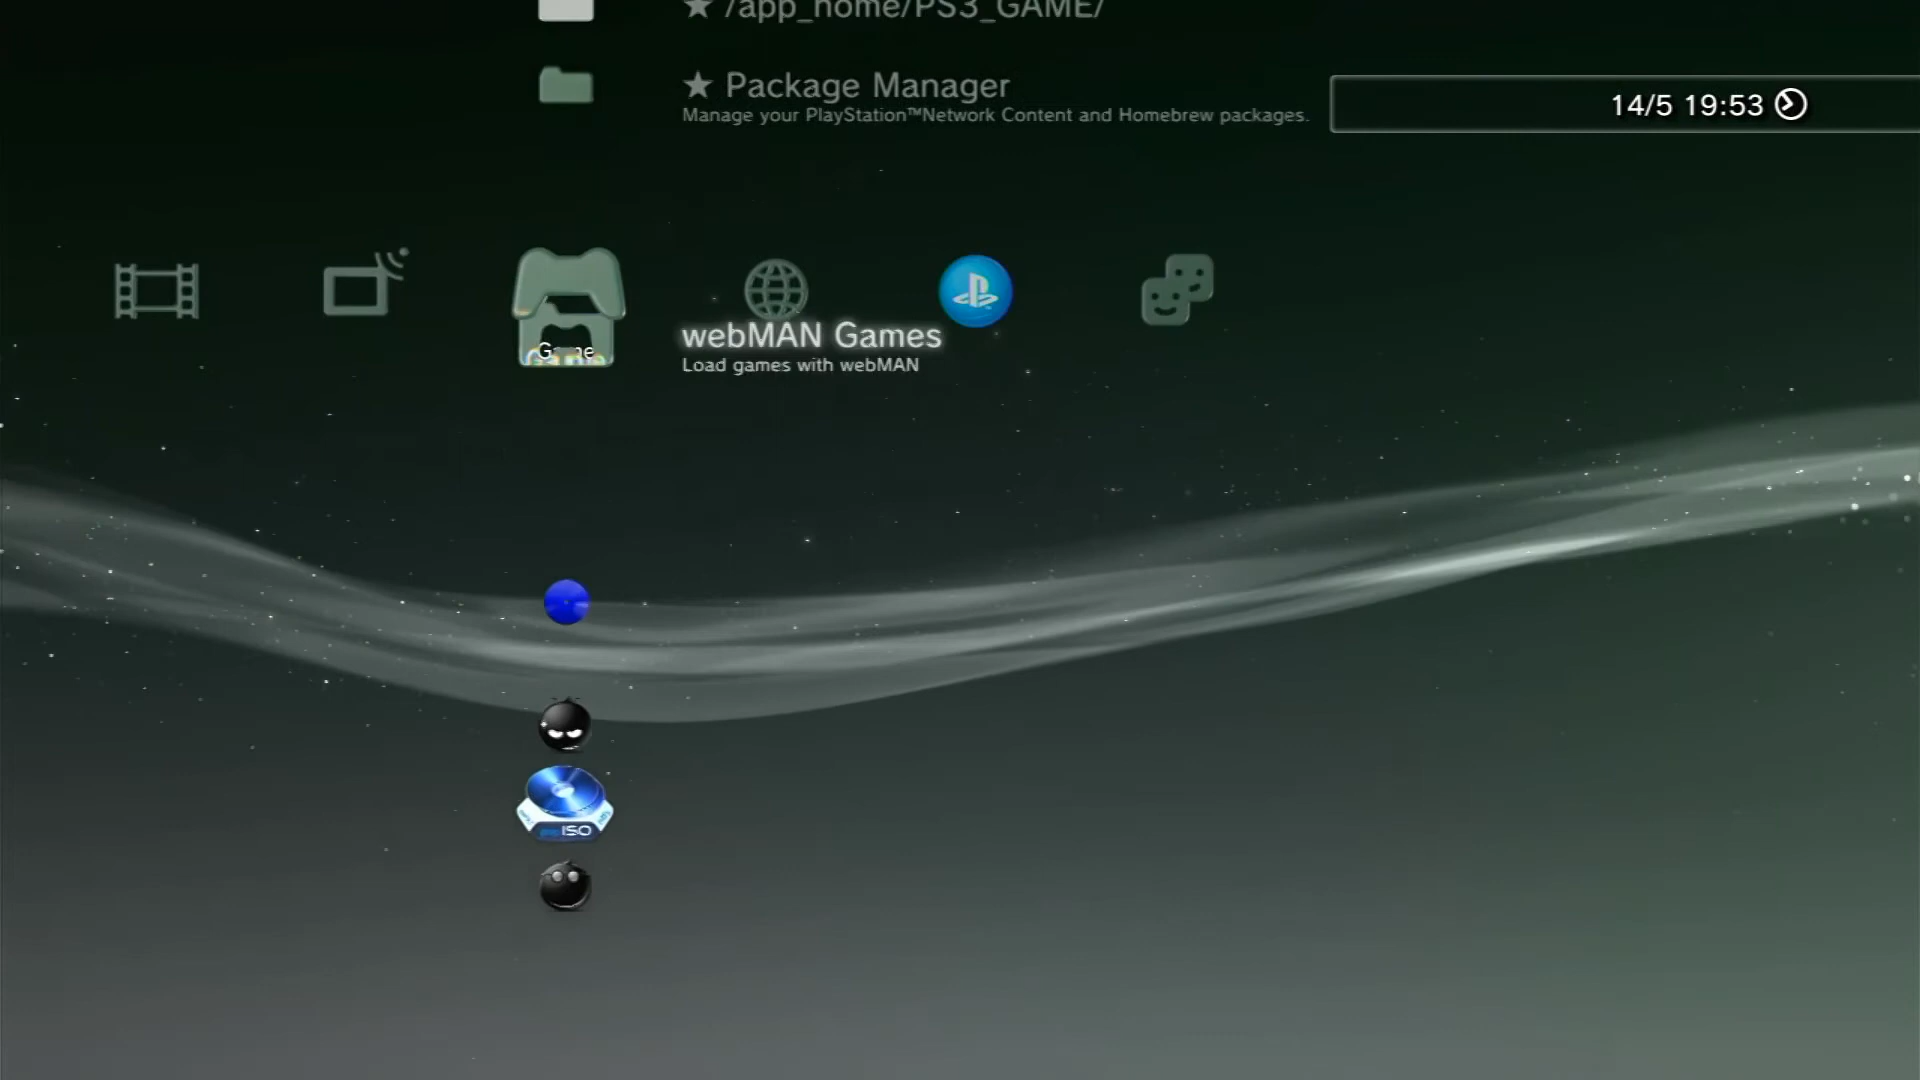 ★ /app_home/PS3_GAME/
★ Package Manager
Manage your PlayStation™Network Content and Homebrew packages.
14/5 19:53
webMAN Games
Load games with webMAN
ISO